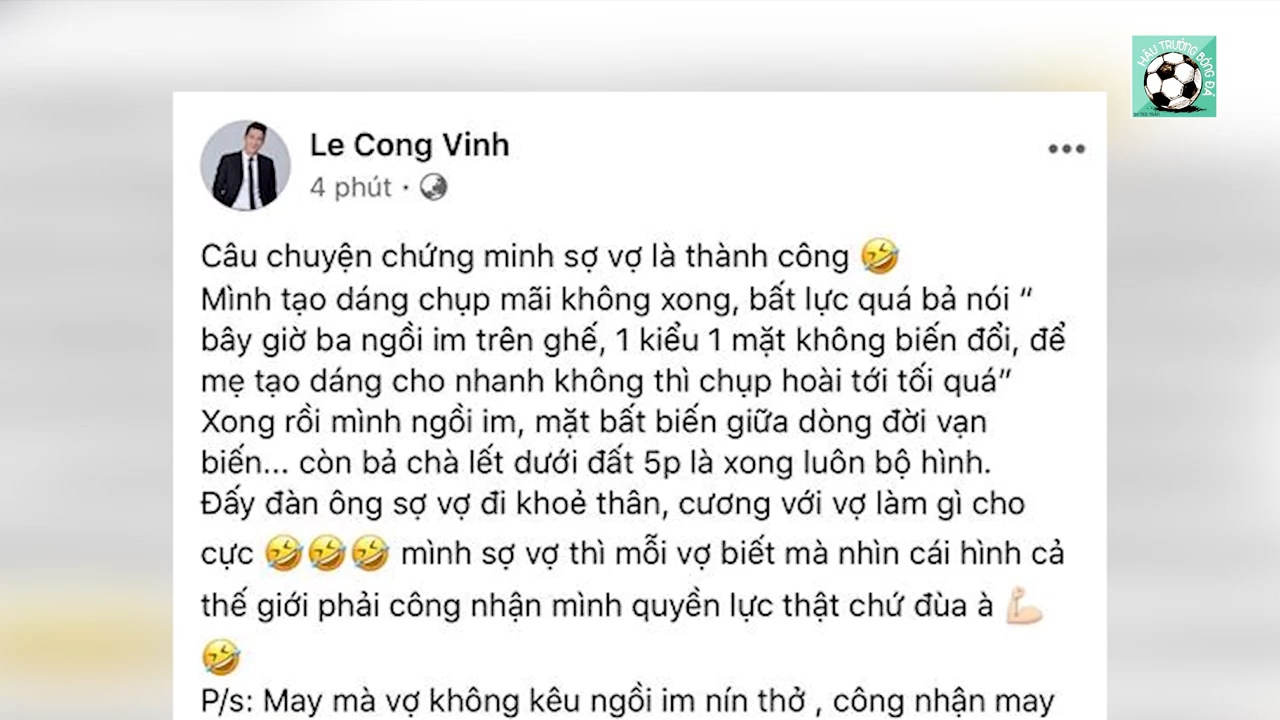 HẬU TRƯỜNG BÓNG ĐÁ
Le Cong Vinh
4 phút ·
Câu chuyện chứng minh sợ vợ là thành công 🤣
Mình tạo dáng chụp mãi không xong, bất lực quá bả nói “
bây giờ ba ngồi im trên ghế, 1 kiểu 1 mặt không biến đổi, để
mẹ tạo dáng cho nhanh không thì chụp hoài tới tối quá”
Xong rồi mình ngồi im, mặt bất biến giữa dòng đời vạn
biến... còn bả chà lết dưới đất 5p là xong luôn bộ hình.
Đấy đàn ông sợ vợ đi khoẻ thân, cương với vợ làm gì cho
cực 🤣🤣🤣 mình sợ vợ thì mỗi vợ biết mà nhìn cái hình cả
thế giới phải công nhận mình quyền lực thật chứ đùa à 💪🏻
🤣
P/s: May mà vợ không kêu ngồi im nín thở , công nhận may